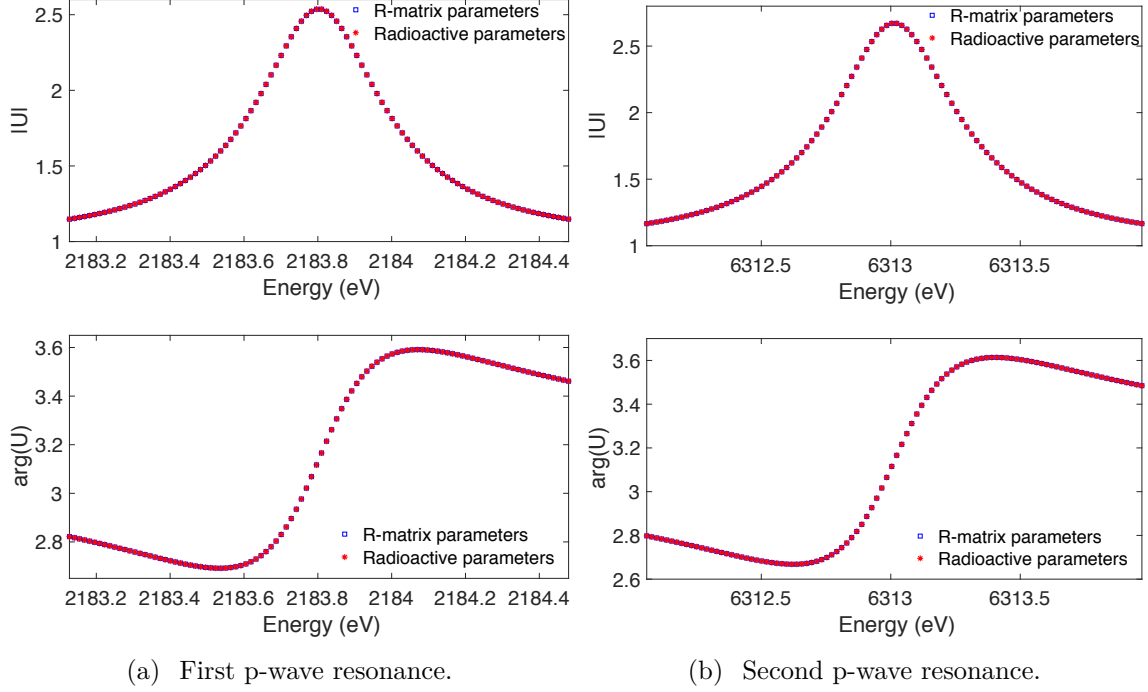 2.5
2
1.5
1
|U|
R-matrix parameters
Radioactive parameters
2183.2 2183.4 2183.6 2183.8 2184 2184.2 2184.4
Energy (eV)
2.5
2
1.5
1
|U|
R-matrix parameters
Radioactive parameters
6312.5 6313 6313.5
Energy (eV)
3.6
3.4
3.2
3
2.8
arg(U)
R-matrix parameters
Radioactive parameters
2183.2 2183.4 2183.6 2183.8 2184 2184.2 2184.4
Energy (eV)
3.6
3.4
3.2
3
2.8
2.6
arg(U)
R-matrix parameters
Radioactive parameters
6312.5 6313 6313.5
Energy (eV)
(a) First p-wave resonance.
(b) Second p-wave resonance.